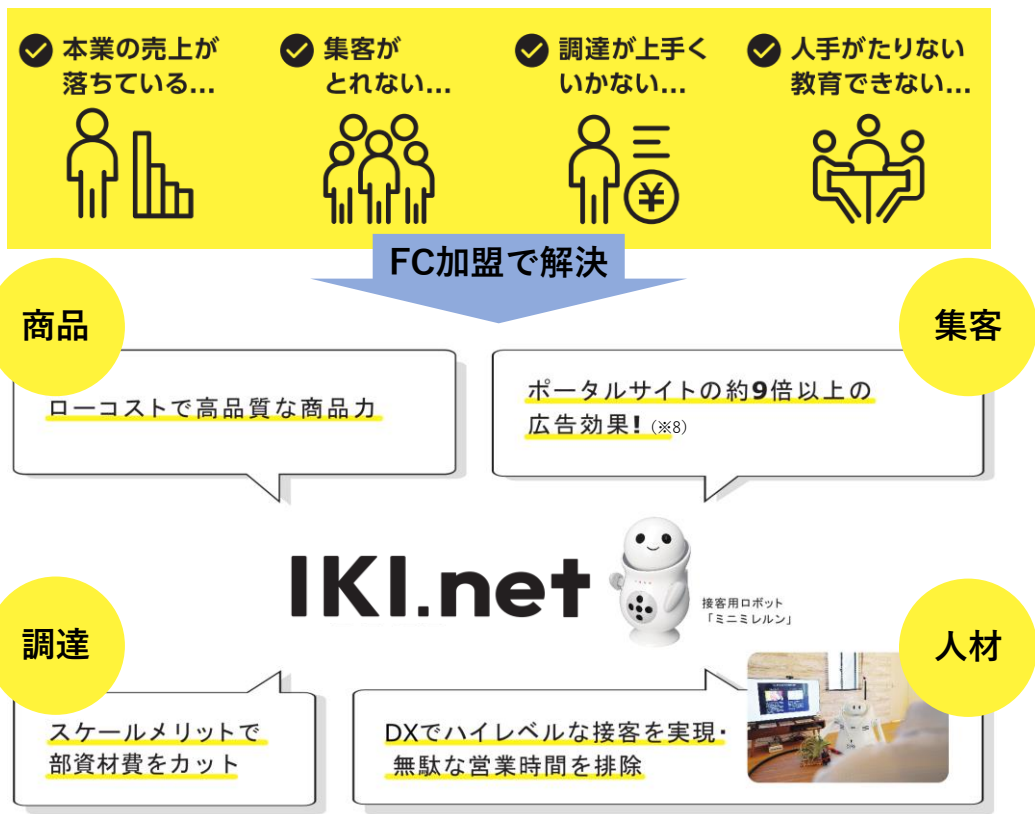 本業の売上が
落ちている...
集客が
とれない...
調達が上手く
いかない...
人手がたりない
教育できない...
¥
FC加盟で解決
商品
ローコストで高品質な商品力
集客
ポータルサイトの約9倍以上の
広告効果!(※8)
IKI.net
接客用ロボット
「ミニミレルン」
調達
スケールメリットで
部資材費をカット
人材
DXでハイレベルな接客を実現・
無駄な営業時間を排除